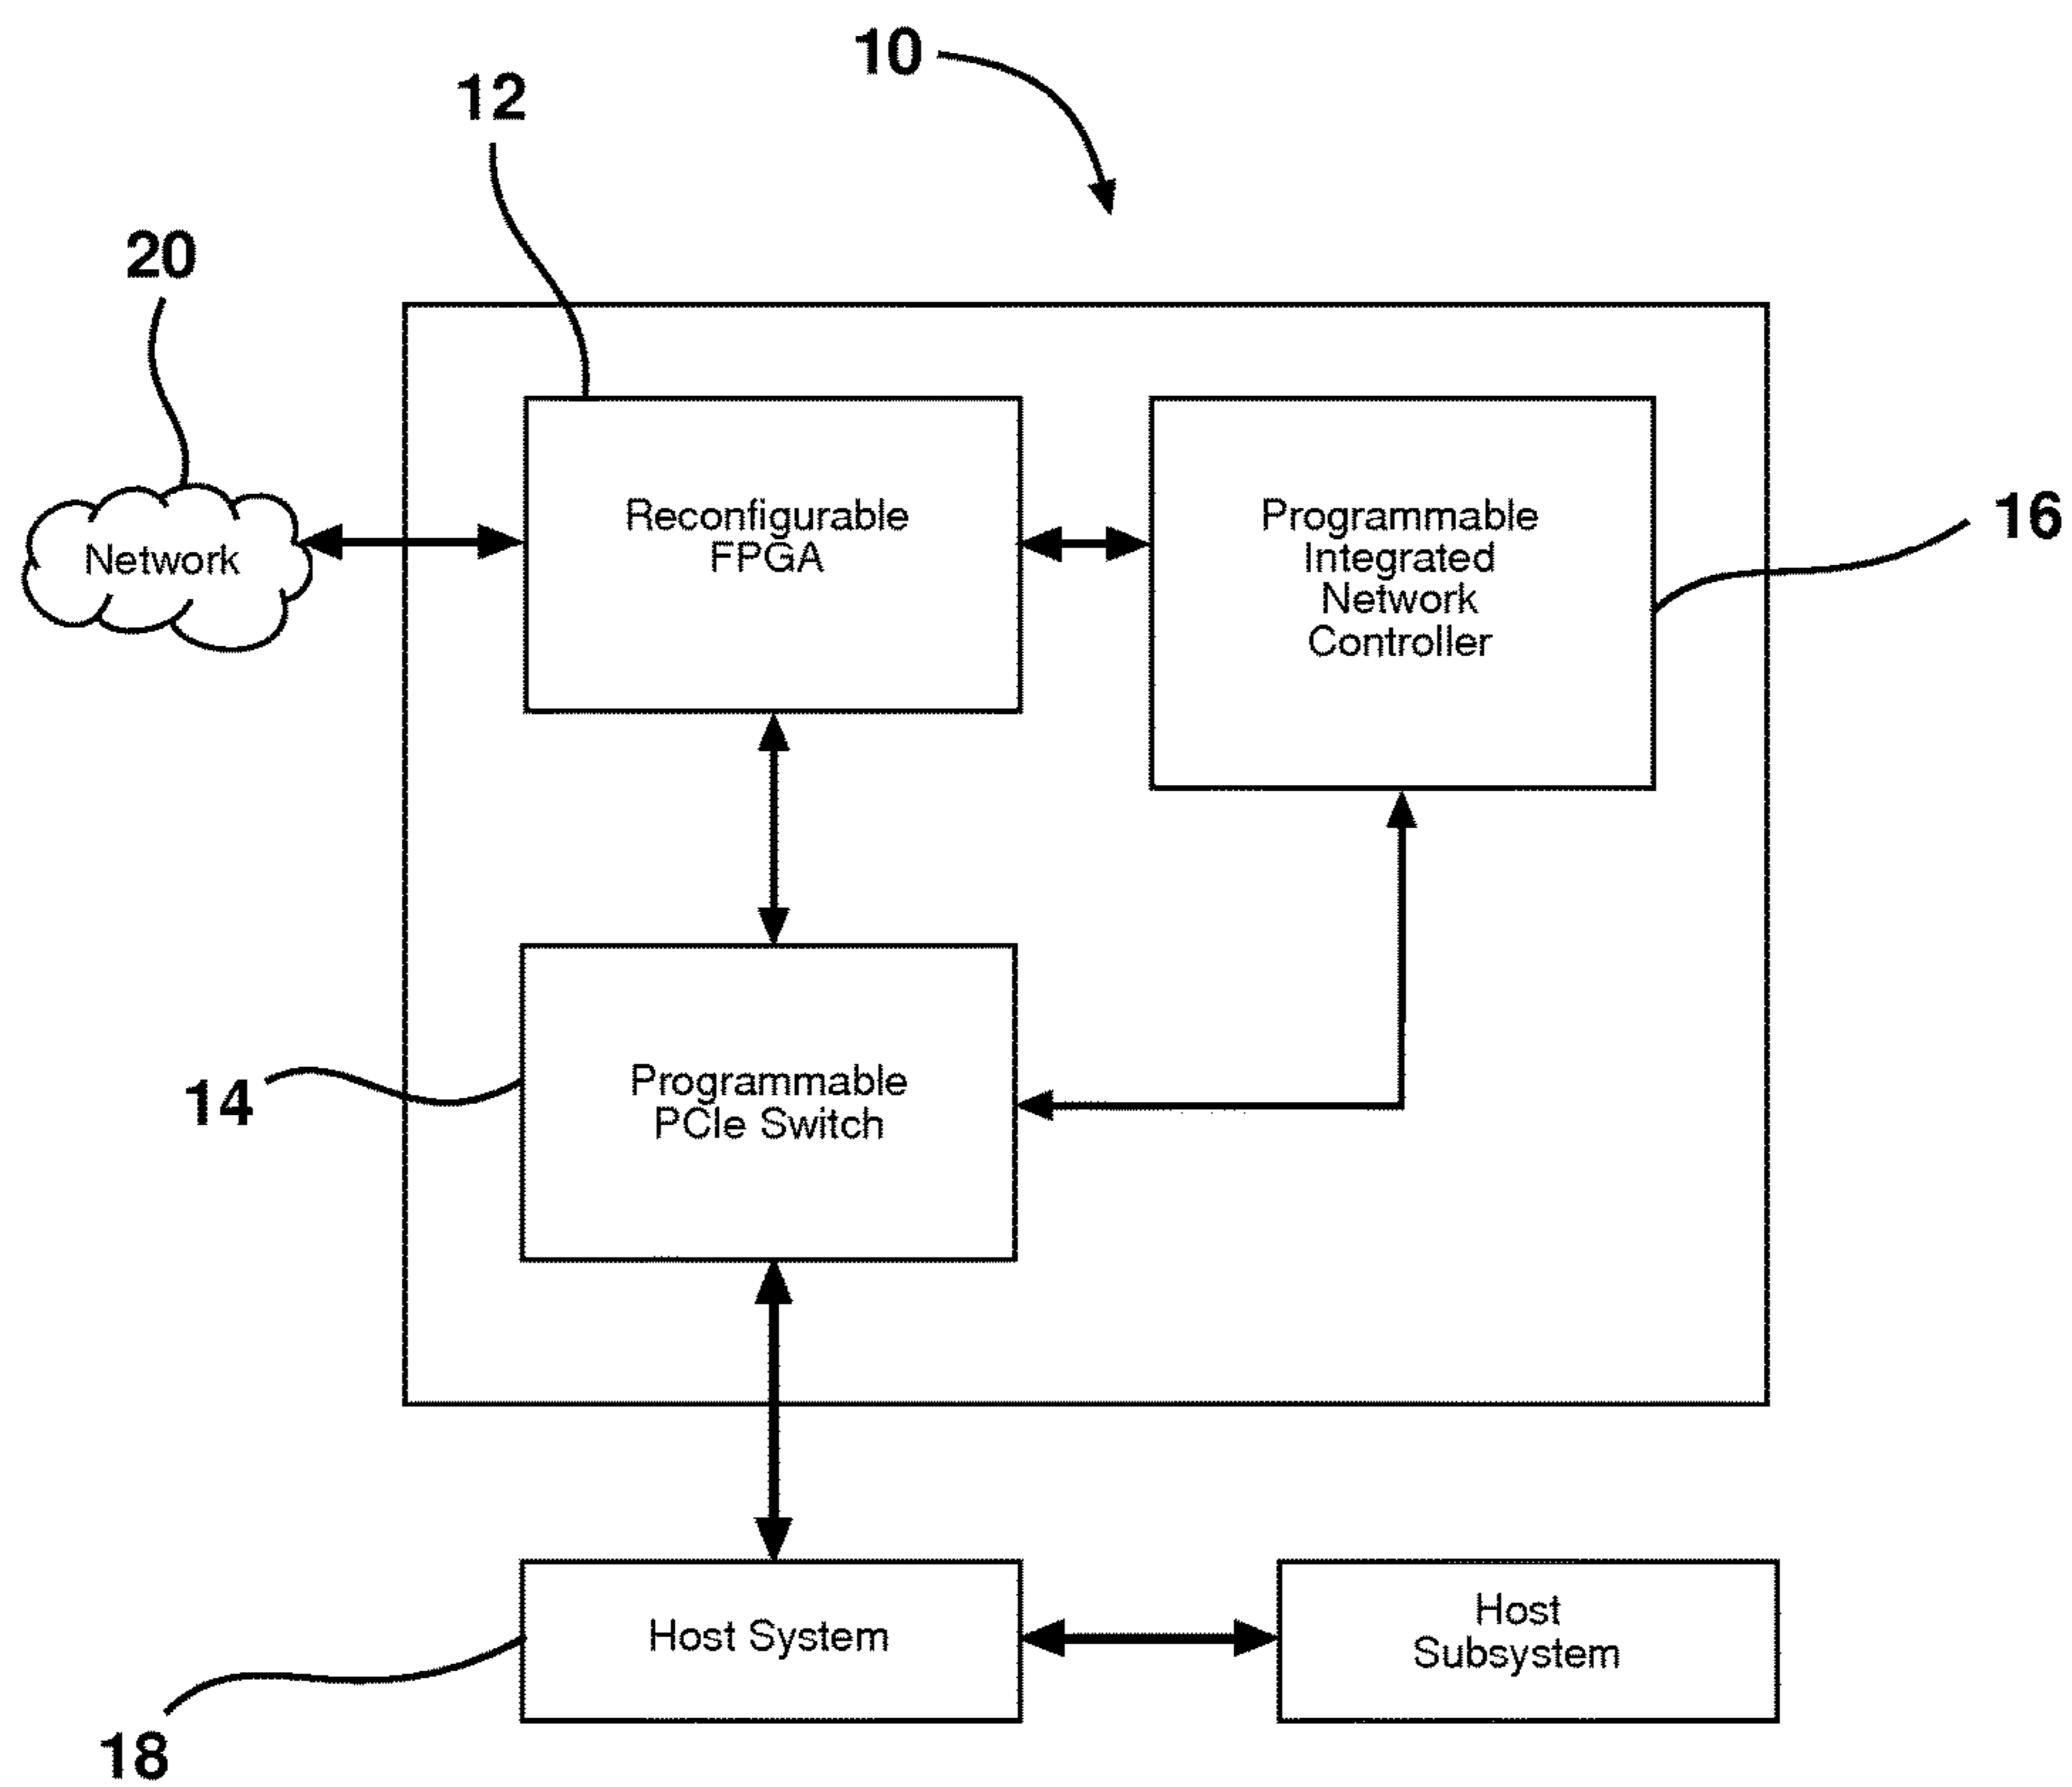 10
12
20
Reconfigurable
FPGA
Programmable
Integrated
Network
Controller
16
Network
14
Programmable
PCIe Switch
Host System
Host
Subsystem
18